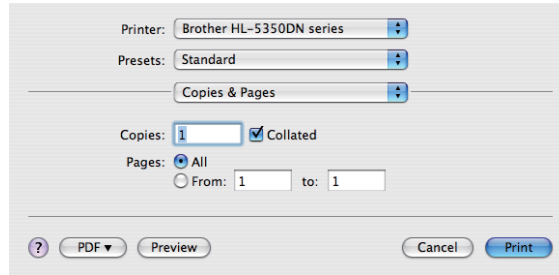 Printer: Brother HL-5350DN series
Presets: Standard
Copies & Pages
Copies: 1 Collated
Pages: All
From: 1 to: 1
? PDF ▼ Preview Cancel Print